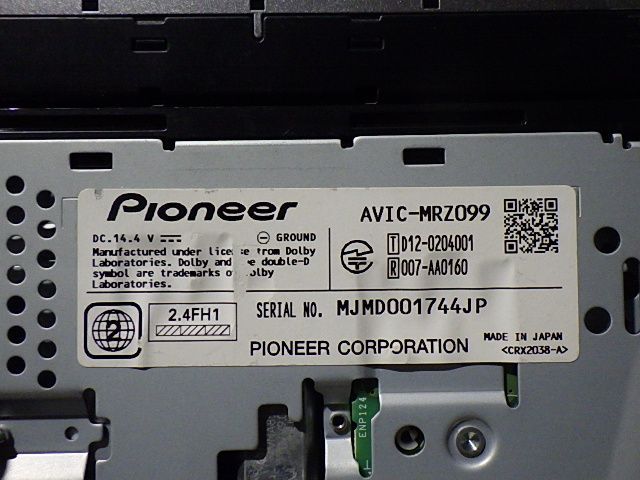 Pioneer
AVIC-MRZ099
DC.14.4 V
GROUND
Manufactured under license from Dolby
Laboratories. Dolby and the double-D
symbol are trademarks of Dolby
Laboratories.
T D12-0204001
R 007-AA0160
2
2.4FH1
SERIAL NO. MJMD001744JP
PIONEER CORPORATION
MADE IN JAPAN
<CRX2038-A>
ENP124